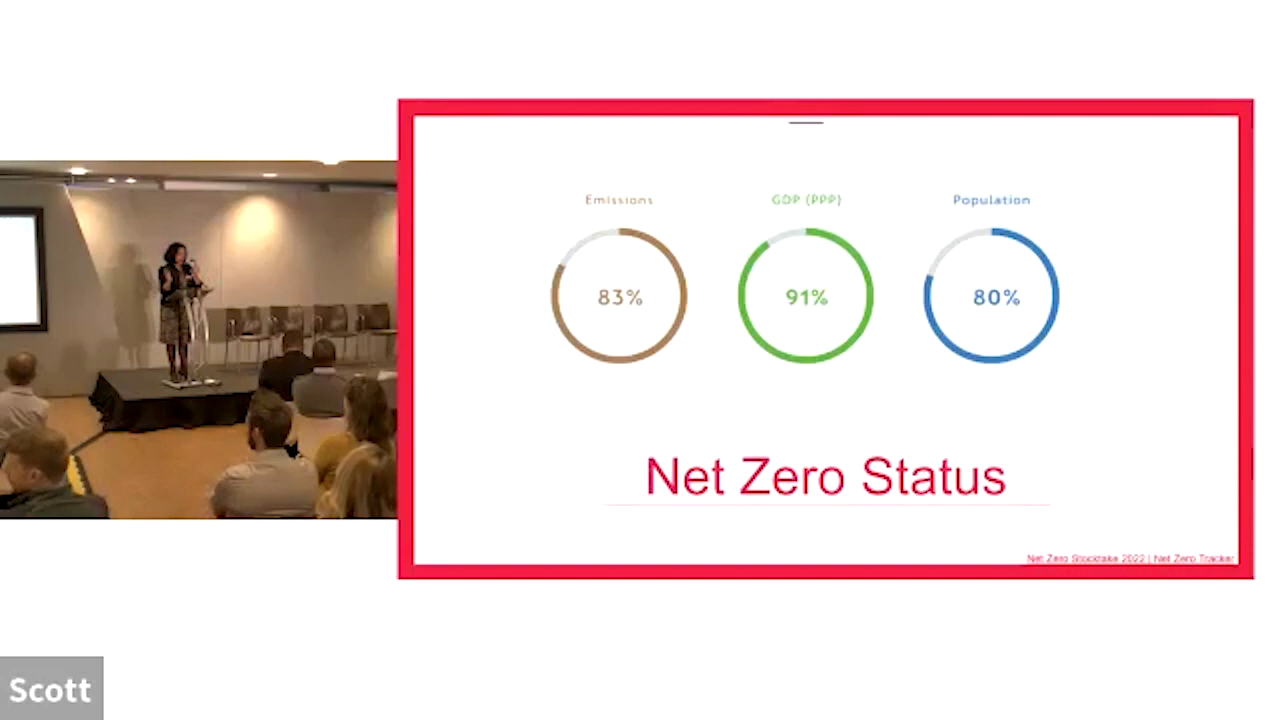 Emissions
GDP (PPP)
Population
83%
91%
80%
Net Zero Status
Net Zero Stocktake 2022 | Net Zero Tracker
Scott